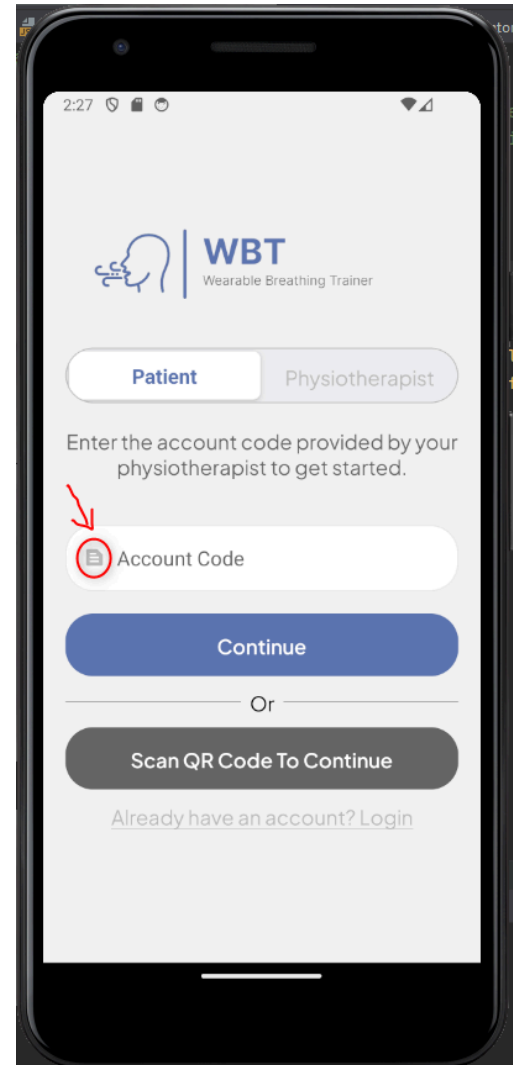 2:27
WBT
Wearable Breathing Trainer
Patient
Physiotherapist
Enter the account code provided by your
physiotherapist to get started.
Account Code
Continue
Or
Scan QR Code To Continue
Already have an account? Login